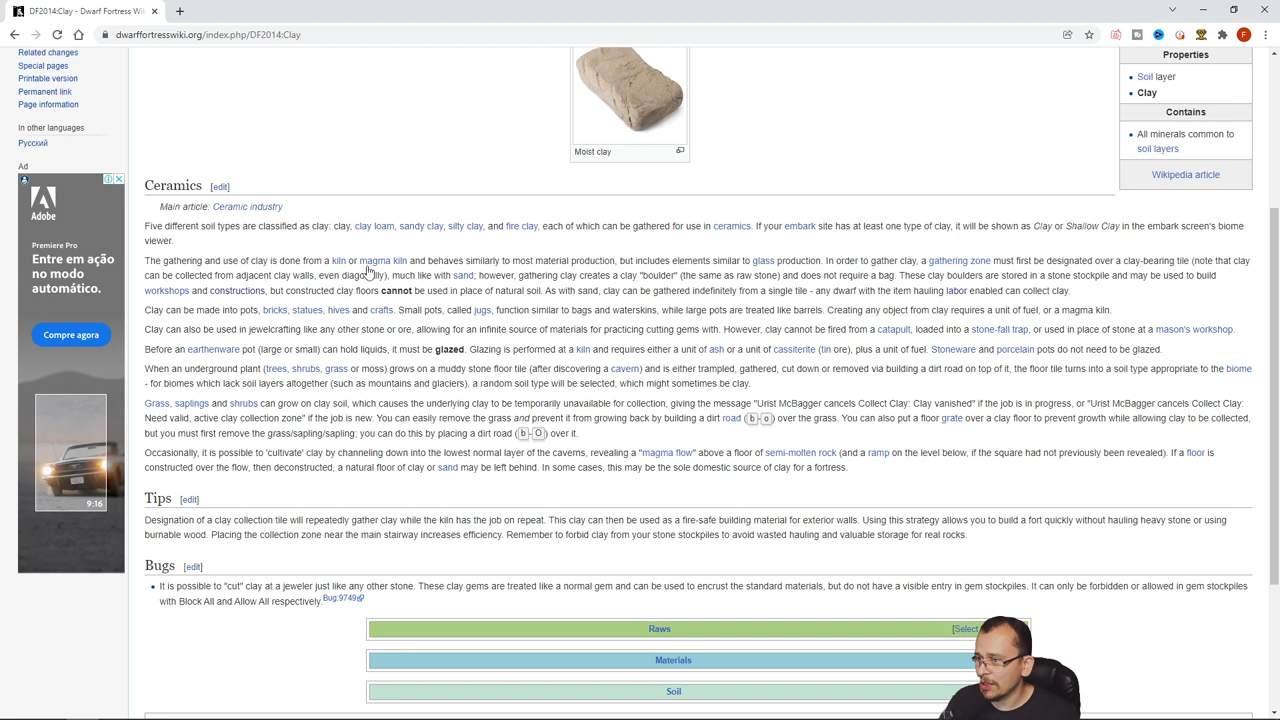 DF2014:Clay - Dwarf Fortress Wi
dwarffortresswiki.org/index.php/DF2014:Clay
F
Related changes
Special pages
Printable version
Permanent link
Page information
In other languages
Русский
Ad
Adobe
Premiere Pro
Entre em ação
no modo
automático.
Compre agora
9:16
Moist clay
Properties
Soil layer
Clay
Contains
All minerals common to
soil layers
Wikipedia article
Ceramics [edit]
Main article: Ceramic industry
Five different soil types are classified as clay: clay, clay loam, sandy clay, silty clay, and fire clay, each of which can be gathered for use in ceramics. If your embark site has at least one type of clay, it will be shown as Clay or Shallow Clay in the embark screen's biome
viewer.
The gathering and use of clay is done from a kiln or magma kiln and behaves similarly to most material production, but includes elements similar to glass production. In order to gather clay, a gathering zone must first be designated over a clay-bearing tile (note that clay
can be collected from adjacent clay walls, even diagonally), much like with sand; however, gathering clay creates a clay "boulder" (the same as raw stone) and does not require a bag. These clay boulders are stored in a stone stockpile and may be used to build
workshops and constructions, but constructed clay floors cannot be used in place of natural soil. As with sand, clay can be gathered indefinitely from a single tile - any dwarf with the item hauling labor enabled can collect clay.
Clay can be made into pots, bricks, statues, hives and crafts. Small pots, called jugs, function similar to bags and waterskins, while large pots are treated like barrels. Creating any object from clay requires a unit of fuel, or a magma kiln.
Clay can also be used in jewelcrafting like any other stone or ore, allowing for an infinite source of materials for practicing cutting gems with. However, clay cannot be fired from a catapult, loaded into a stone-fall trap, or used in place of stone at a mason's workshop.
Before an earthenware pot (large or small) can hold liquids, it must be glazed. Glazing is performed at a kiln and requires either a unit of ash or a unit of cassiterite (tin ore), plus a unit of fuel. Stoneware and porcelain pots do not need to be glazed.
When an underground plant (trees, shrubs, grass or moss) grows on a muddy stone floor tile (after discovering a cavern) and is either trampled, gathered, cut down or removed via building a dirt road on top of it, the floor tile turns into a soil type appropriate to the biome
- for biomes which lack soil layers altogether (such as mountains and glaciers), a random soil type will be selected, which might sometimes be clay.
Grass, saplings and shrubs can grow on clay soil, which causes the underlying clay to be temporarily unavailable for collection, giving the message "Urist McBagger cancels Collect Clay: Clay vanished" if the job is in progress, or "Urist McBagger cancels Collect Clay:
Need valid, active clay collection zone" if the job is new. You can easily remove the grass and prevent it from growing back by building a dirt road (b-o) over the grass. You can also put a floor grate over a clay floor to prevent growth while allowing clay to be collected,
but you must first remove the grass/sapling/sapling; you can do this by placing a dirt road (b-O) over it.
Occasionally, it is possible to 'cultivate' clay by channeling down into the lowest normal layer of the caverns, revealing a "magma flow" above a floor of semi-molten rock (and a ramp on the level below, if the square had not previously been revealed). If a floor is
constructed over the flow, then deconstructed, a natural floor of clay or sand may be left behind. In some cases, this may be the sole domestic source of clay for a fortress.
Tips [edit]
Designation of a clay collection tile will repeatedly gather clay while the kiln has the job on repeat. This clay can then be used as a fire-safe building material for exterior walls. Using this strategy allows you to build a fort quickly without hauling heavy stone or using
burnable wood. Placing the collection zone near the main stairway increases efficiency. Remember to forbid clay from your stone stockpiles to avoid wasted hauling and valuable storage for real rocks.
Bugs [edit]
It is possible to "cut" clay at a jeweler just like any other stone. These clay gems are treated like a normal gem and can be used to encrust the standard materials, but do not have a visible entry in gem stockpiles. It can only be forbidden or allowed in gem stockpiles
with Block All and Allow All respectively. Bug:9749
Raws [Select
Materials
Soil